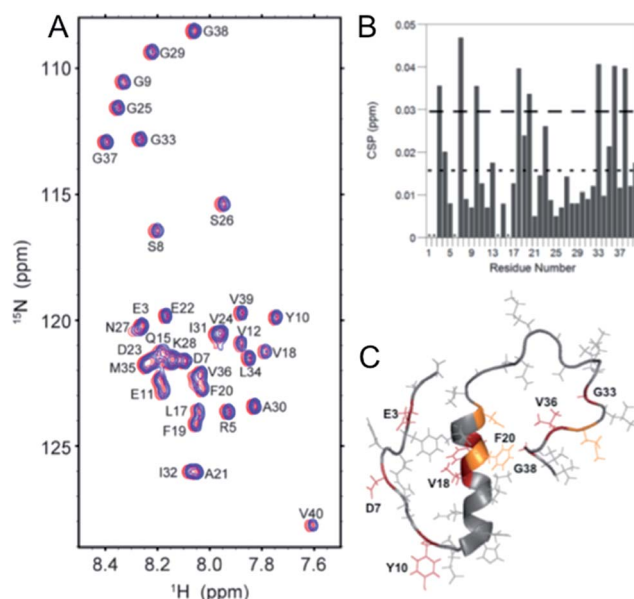 A
110
115
120
125
¹⁵N (ppm)
8.4 8.2 8.0 7.8 7.6
¹H (ppm)
G38
G29
G9
G25
G37 G33
S26
S8
E3 E22 V39 Y10
N27 I31 V24
Q15 V12
D23 K28 D7 V18
M35 V36 L34
E11 F20
L17 A30
F19 R5
I32 A21
V40
B
0.05
0.04
0.03
0.02
0.01
0
CSP (ppm)
1 5 9 13 17 21 25 29 33 37
Residue Number
C
E3
D7
Y10
V18
F20
G38
V36
G33